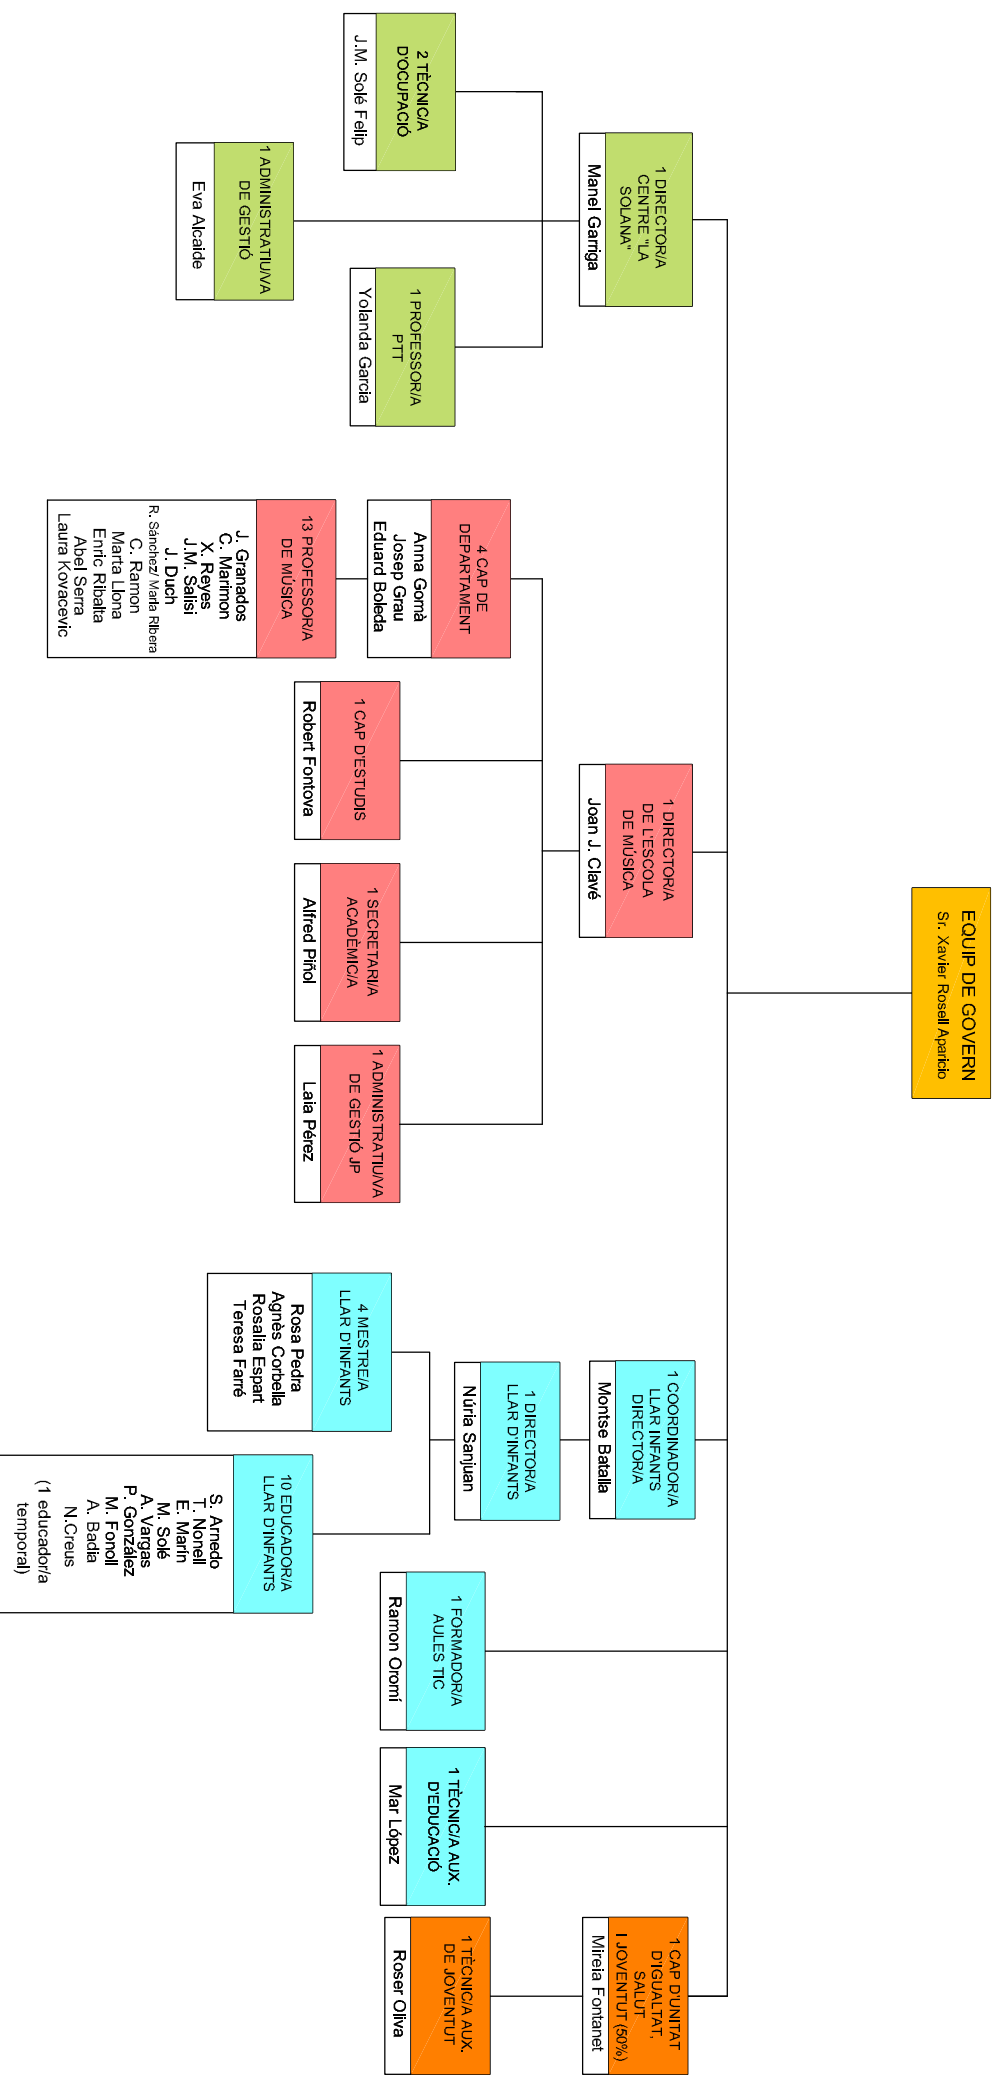 EQUIP DE GOVERN
Sr. Xavier Rosell Aparicio
1 DIRECTOR/A
CENTRE "LA
SOLANA"
Manel Garriga
2 TÈCNIC/A
D'OCUPACIÓ
J.M. Solé Felip
1 ADMINISTRATIU/VA
DE GESTIÓ
Eva Alcaide
1 PROFESSOR/A
PTT
Yolanda Garcia
1 DIRECTOR/A
DE L'ESCOLA
DE MÚSICA
Joan J. Clavé
4 CAP DE
DEPARTAMENT
Anna Gomà
Josep Grau
Eduard Boleda
13 PROFESSOR/A
DE MÚSICA
J. Granados
C. Marimon
X. Reyes
J.M. Salisi
J. Duch
R. Sánchez/ Marta Ribera
C. Ramon
Marta Llona
Enric Ribalta
Abel Serra
Laura Kovacevic
1 CAP D'ESTUDIS
Robert Fontova
1 SECRETARI/A
ACADÈMIC/A
Alfred Piñol
1 ADMINISTRATIU/VA
DE GESTIÓ JP
Laia Pérez
1 COORDINADOR/A
LLAR INFANTS
DIRECTOR/A
Montse Batalla
1 DIRECTOR/A
LLAR D'INFANTS
Núria Sanjuan
4 MESTRE/A
LLAR D'INFANTS
Rosa Pedra
Agnès Corbella
Rosalia Espart
Teresa Farré
10 EDUCADOR/A
LLAR D'INFANTS
S. Arnedo
T. Nonell
E. Marín
M. Solé
A. Vargas
P. González
M. Fonoll
A. Badia
N.Creus
(1 educador/a
temporal)
1 FORMADOR/A
AULES TIC
Ramon Oromí
1 TÈCNIC/A AUX.
D'EDUCACIÓ
Mar López
1 CAP D'UNITAT
D'IGUALTAT,
SALUT
I JOVENTUT (50%)
Mireia Fontanet
1 TÈCNIC/A AUX.
DE JOVENTUT
Roser Oliva